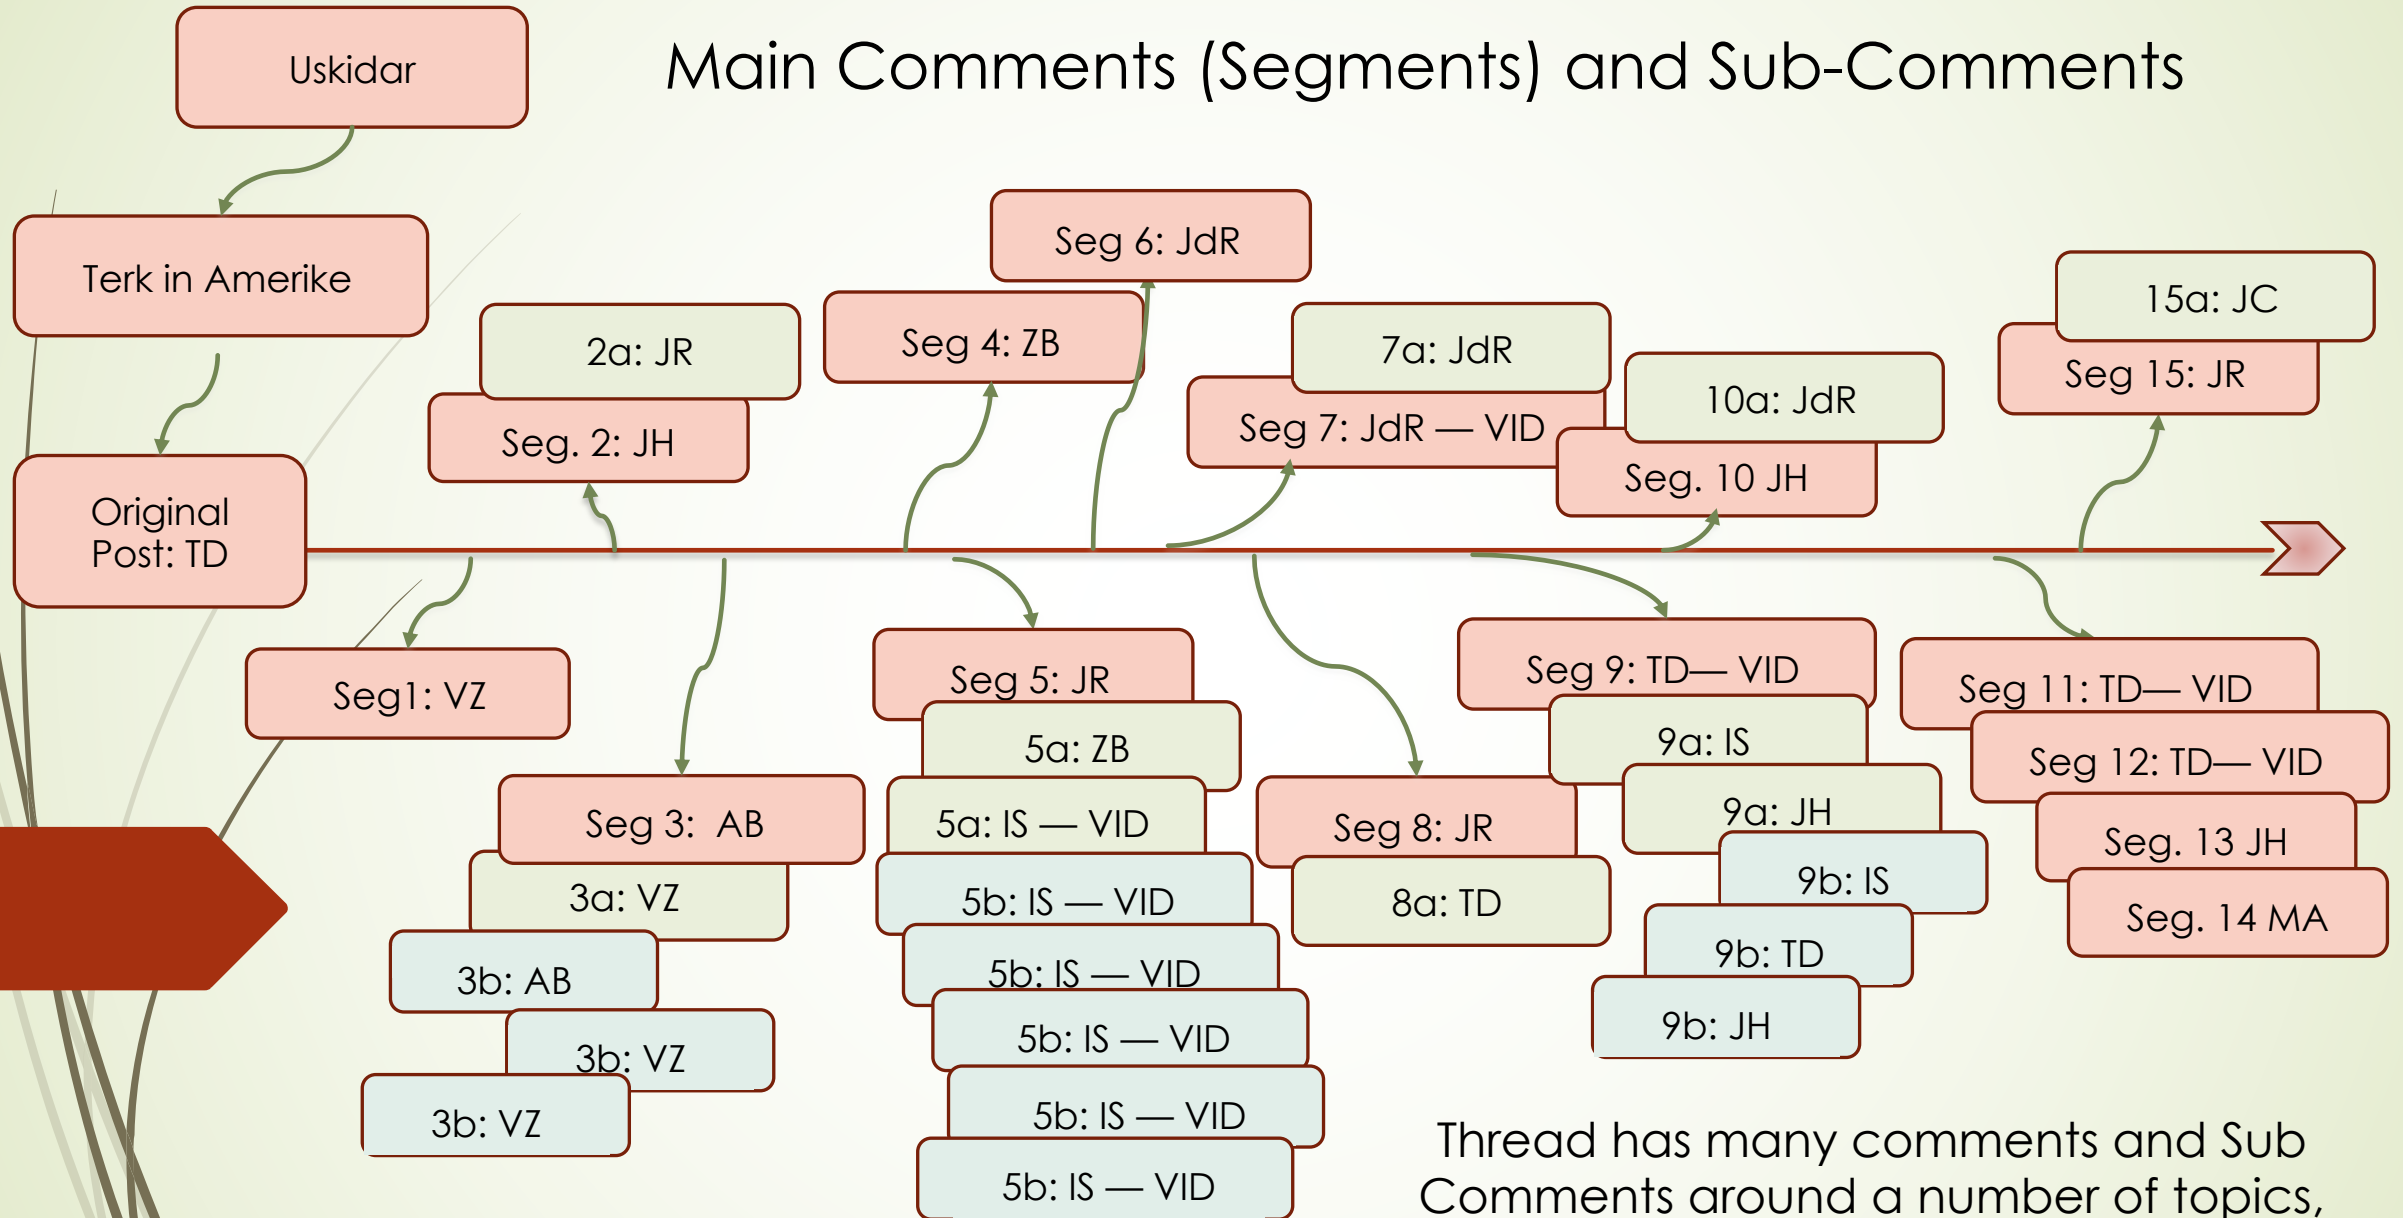 Uskidar
Main Comments (Segments) and Sub-Comments
Terk in Amerike
Original
Post: TD
Seg1: VZ
2a: JR
Seg. 2: JH
Seg 3:  AB
3a: VZ
3b: AB
3b: VZ
3b: VZ
Seg 4: ZB
Seg 5: JR
5a: ZB
5a: IS — VID
5b: IS — VID
5b: IS — VID
5b: IS — VID
5b: IS — VID
5b: IS — VID
Seg 6: JdR
7a: JdR
Seg 7: JdR — VID
Seg 8: JR
8a: TD
Seg 9: TD— VID
9a: IS
9a: JH
9b: IS
9b: TD
9b: JH
10a: JdR
Seg. 10 JH
Seg 11: TD— VID
Seg 12: TD— VID
Seg. 13 JH
Seg. 14 MA
15a: JC
Seg 15: JR
Thread has many comments and Sub
Comments around a number of topics,